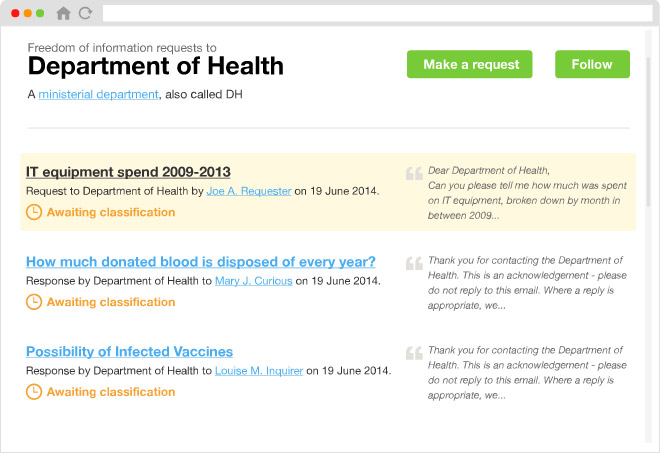 Freedom of information requests to
Department of Health
Make a request
Follow
A ministerial department, also called DH
IT equipment spend 2009-2013
Request to Department of Health by Joe A. Requester on 19 June 2014.
Awaiting classification
Dear Department of Health,
Can you please tell me how much was spent
on IT equipment, broken down by month in
between 2009...
How much donated blood is disposed of every year?
Response by Department of Health to Mary J. Curious on 19 June 2014.
Awaiting classification
Thank you for contacting the Department of
Health. This is an acknowledgement - please
do not reply to this email. Where a reply is
appropriate, we...
Possibility of Infected Vaccines
Response by Department of Health to Louise M. Inquirer on 19 June 2014.
Awaiting classification
Thank you for contacting the Department of
Health. This is an acknowledgement - please
do not reply to this email. Where a reply is
appropriate, we...